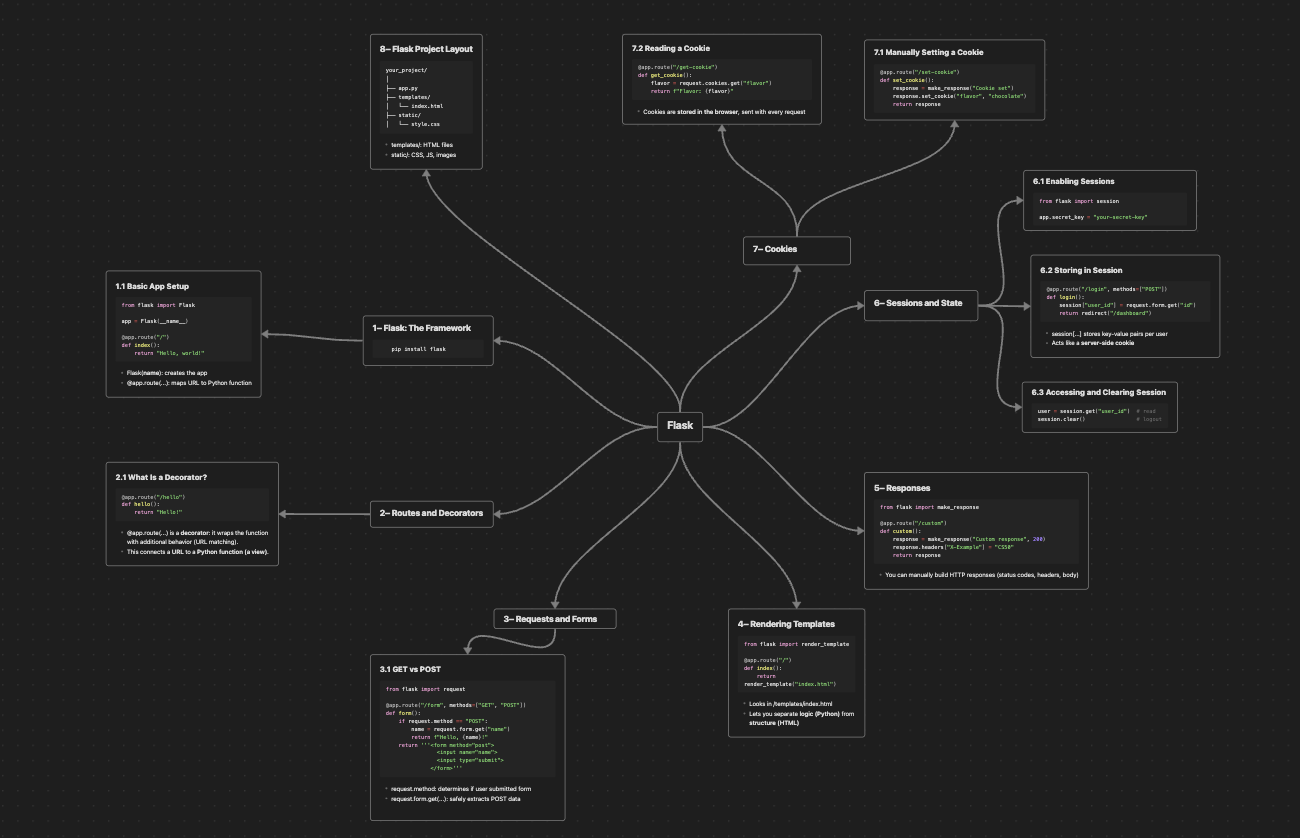 Flask
1– Flask: The Framework
pip install flask
1.1 Basic App Setup
from flask import Flask
app = Flask(__name__)
@app.route("/")
def index():
    return "Hello, world!"
• Flask(name): creates the app
• @app.route(...): maps URL to Python function
2– Routes and Decorators
2.1 What Is a Decorator?
@app.route("/hello")
def hello():
    return "Hello!"
• @app.route(...) is a decorator: it wraps the function
with additional behavior (URL matching).
• This connects a URL to a Python function (a view).
3– Requests and Forms
3.1 GET vs POST
from flask import request
@app.route("/form", methods=["GET", "POST"])
def form():
    if request.method == "POST":
        name = request.form.get("name")
        return f"Hello, {name}!"
    return '''<form method="post">
                <input name="name">
                <input type="submit">
              </form>'''
• request.method: determines if user submitted form
• request.form.get(...): safely extracts POST data
4– Rendering Templates
from flask import render_template
@app.route("/")
def index():
    return
render_template("index.html")
• Looks in /templates/index.html
• Lets you separate logic (Python) from
structure (HTML)
5– Responses
from flask import make_response
@app.route("/custom")
def custom():
    response = make_response("Custom response", 200)
    response.headers["X-Example"] = "CS50"
    return response
• You can manually build HTTP responses (status codes, headers, body)
6– Sessions and State
6.1 Enabling Sessions
from flask import session
app.secret_key = "your-secret-key"
6.2 Storing in Session
@app.route("/login", methods=["POST"])
def login():
    session["user_id"] = request.form.get("id")
    return redirect("/dashboard")
• session[...] stores key-value pairs per user
• Acts like a server-side cookie
6.3 Accessing and Clearing Session
user = session.get("user_id")  # read
session.clear()                # logout
7– Cookies
7.1 Manually Setting a Cookie
@app.route("/set-cookie")
def set_cookie():
    response = make_response("Cookie set")
    response.set_cookie("flavor", "chocolate")
    return response
7.2 Reading a Cookie
@app.route("/get-cookie")
def get_cookie():
    flavor = request.cookies.get("flavor")
    return f"Flavor: {flavor}"
• Cookies are stored in the browser, sent with every request
8– Flask Project Layout
your_project/
│
├── app.py
├── templates/
│   └── index.html
├── static/
│   └── style.css
• templates/: HTML files
• static/: CSS, JS, images